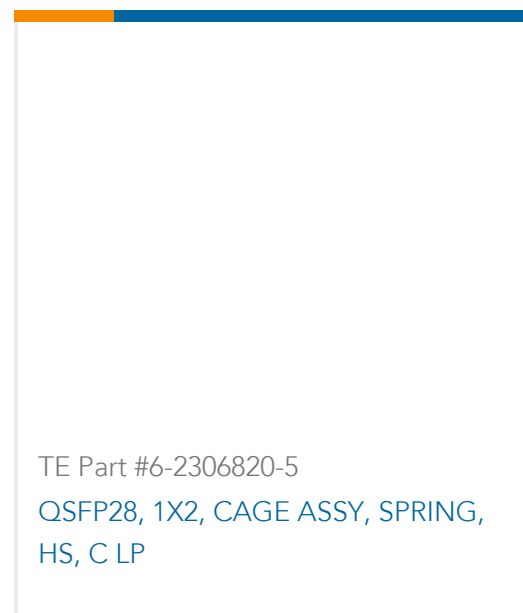 TE Part #6-2306820-5
QSFP28, 1X2, CAGE ASSY, SPRING,
HS, C LP